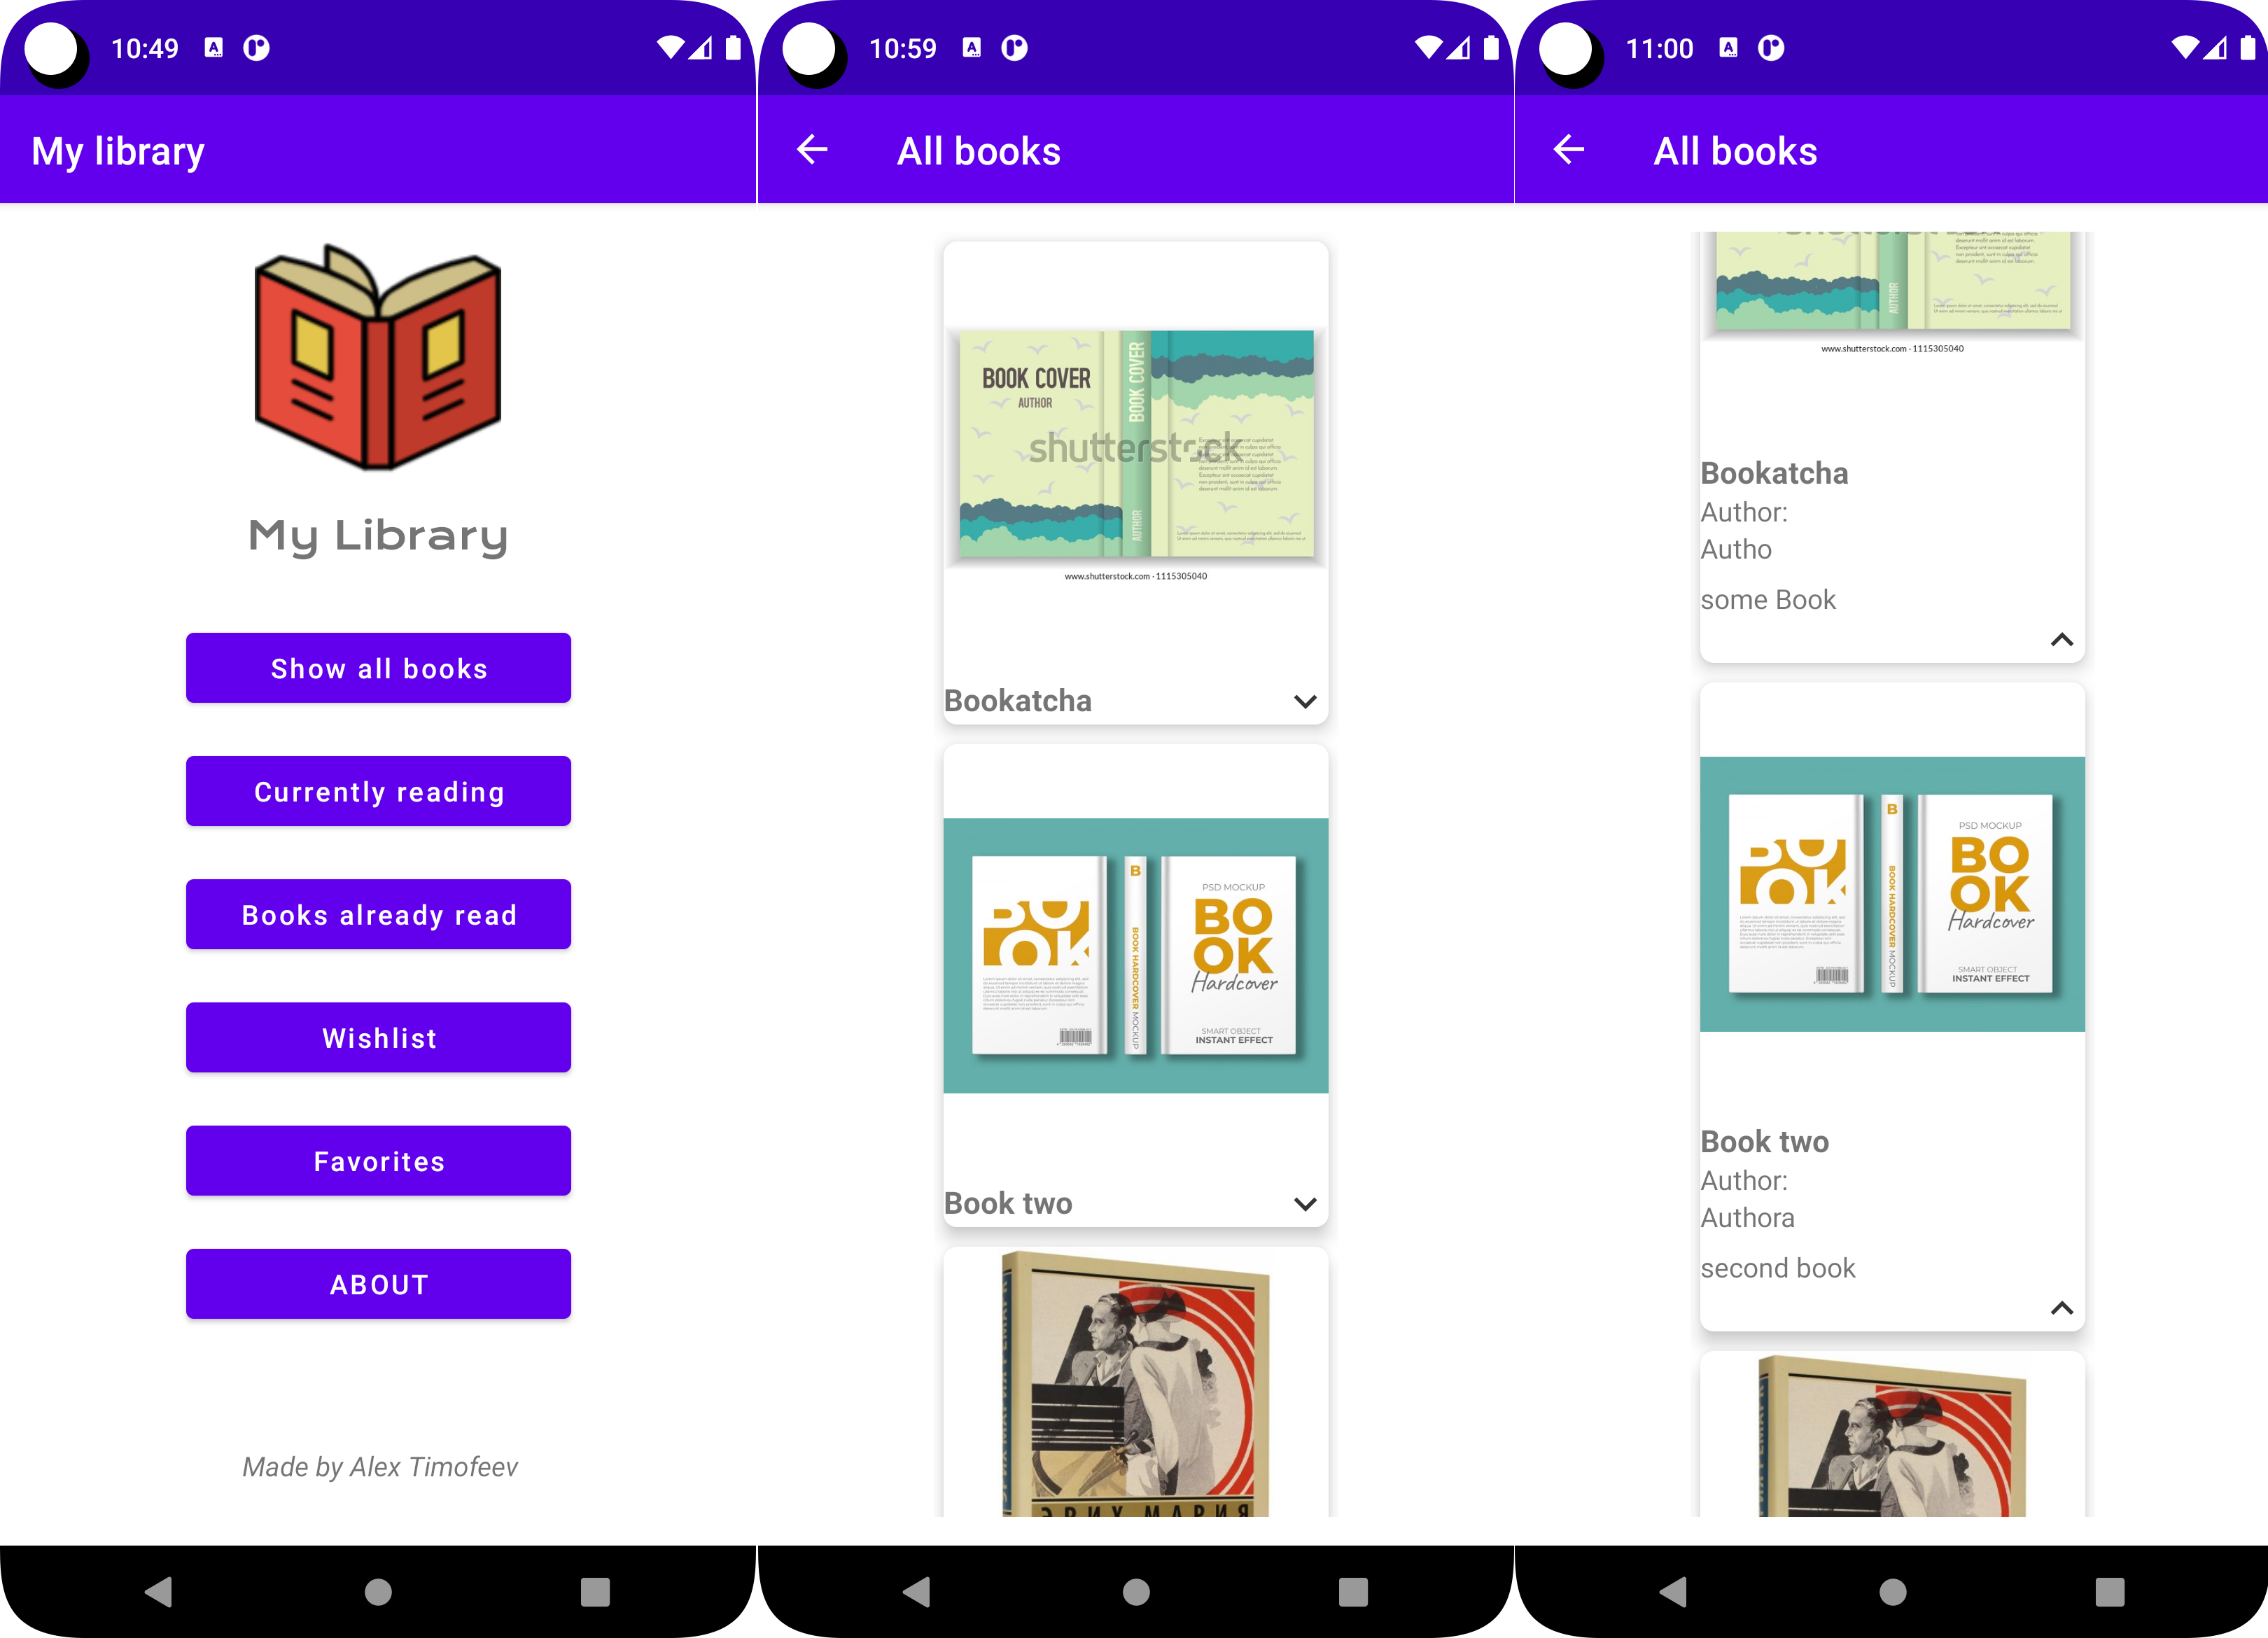 10:49
My library
My Library
Show all books
Currently reading
Books already read
Wishlist
Favorites
ABOUT
Made by Alex Timofeev
10:59
All books
BOOK COVER
AUTHOR
BOOK COVER
AUTHOR
shutterstock
www.shutterstock.com · 1115305040
Bookatcha
BOOK
B
BOOK HARDCOVER MOCKUP
PSD MOCKUP
BO
OK
Hardcover
SMART OBJECT
INSTANT EFFECT
Book two
ЭРИХ МАРИЯ
11:00
All books
AUTHOR
www.shutterstock.com · 1115305040
Bookatcha
Author:
Autho
some Book
B
BOOK HARDCOVER MOCKUP
PSD MOCKUP
BO
OK
Hardcover
SMART OBJECT
INSTANT EFFECT
Book two
Author:
Authora
second book